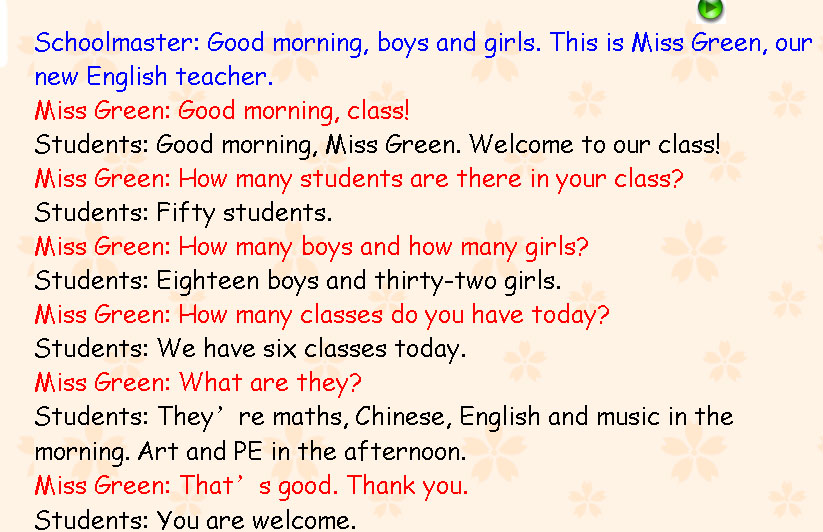 Schoolmaster: Good morning, boys and girls. This is Miss Green, our
new English teacher.
Miss Green: Good morning, class!
Students: Good morning, Miss Green. Welcome to our class!
Miss Green: How many students are there in your class?
Students: Fifty students.
Miss Green: How many boys and how many girls?
Students: Eighteen boys and thirty-two girls.
Miss Green: How many classes do you have today?
Students: We have six classes today.
Miss Green: What are they?
Students: They’re maths, Chinese, English and music in the
morning. Art and PE in the afternoon.
Miss Green: That’s good. Thank you.
Students: You are welcome.